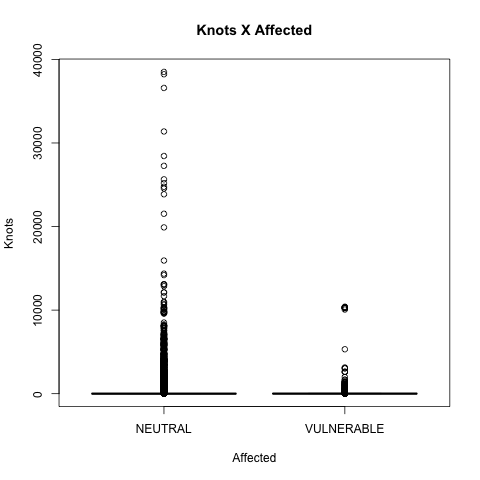 Knots X Affected
40000
30000
20000
10000
0
Knots
NEUTRAL
VULNERABLE
Affected